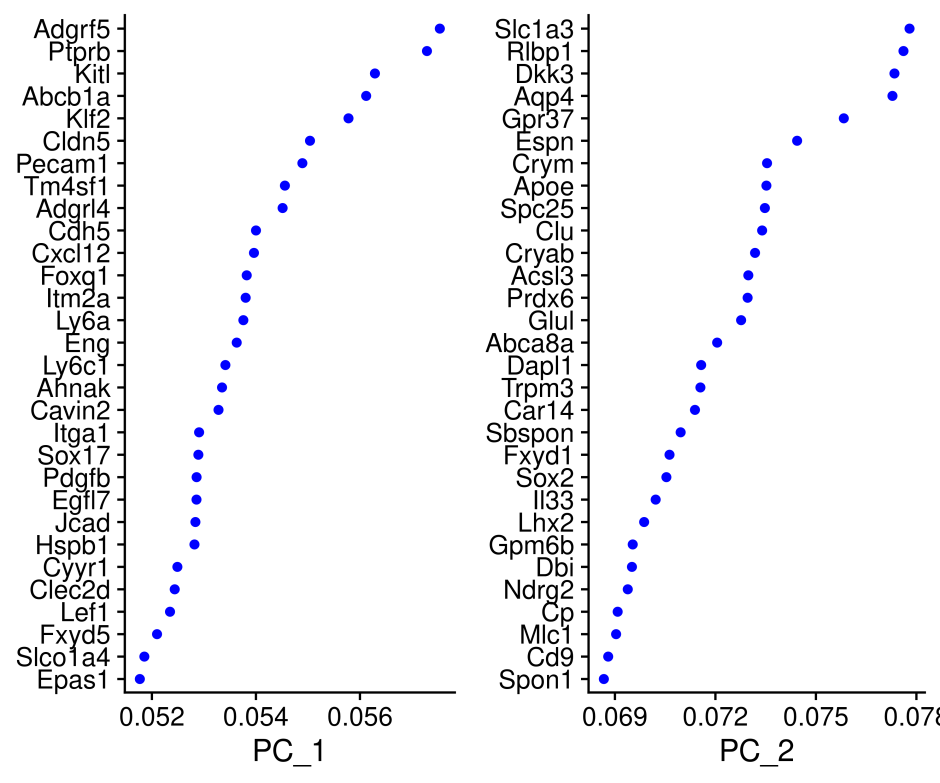 Adgrf5
Ptprb
Kitl
Abcb1a
Klf2
Cldn5
Pecam1
Tm4sf1
Adgrl4
Cdh5
Cxcl12
Foxq1
Itm2a
Ly6a
Eng
Ly6c1
Ahnak
Cavin2
Itga1
Sox17
Pdgfb
Egfl7
Jcad
Hspb1
Cyyr1
Clec2d
Lef1
Fxyd5
Slco1a4
Epas1
0.052 0.054 0.056
PC_1
Slc1a3
Rlbp1
Dkk3
Aqp4
Gpr37
Espn
Crym
Apoe
Spc25
Clu
Cryab
Acsl3
Prdx6
Glul
Abca8a
Dapl1
Trpm3
Car14
Sbspon
Fxyd1
Sox2
Il33
Lhx2
Gpm6b
Dbi
Ndrg2
Cp
Mlc1
Cd9
Spon1
0.069 0.072 0.075 0.078
PC_2